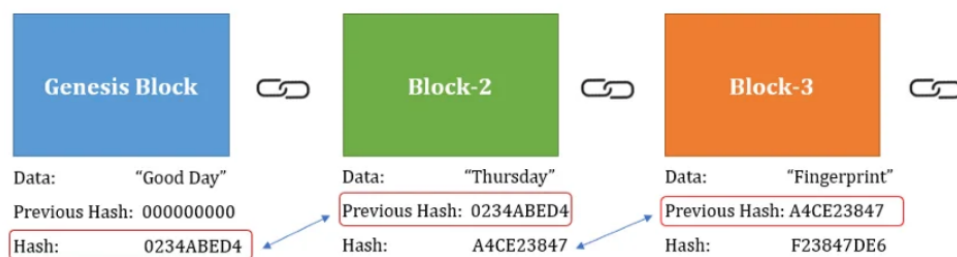 Genesis Block
Block-2
Block-3
Data: “Good Day”
Previous Hash: 000000000
Hash: 0234ABED4
Data: “Thursday”
Previous Hash: 0234ABED4
Hash: A4CE23847
Data: “Fingerprint”
Previous Hash: A4CE23847
Hash: F23847DE6